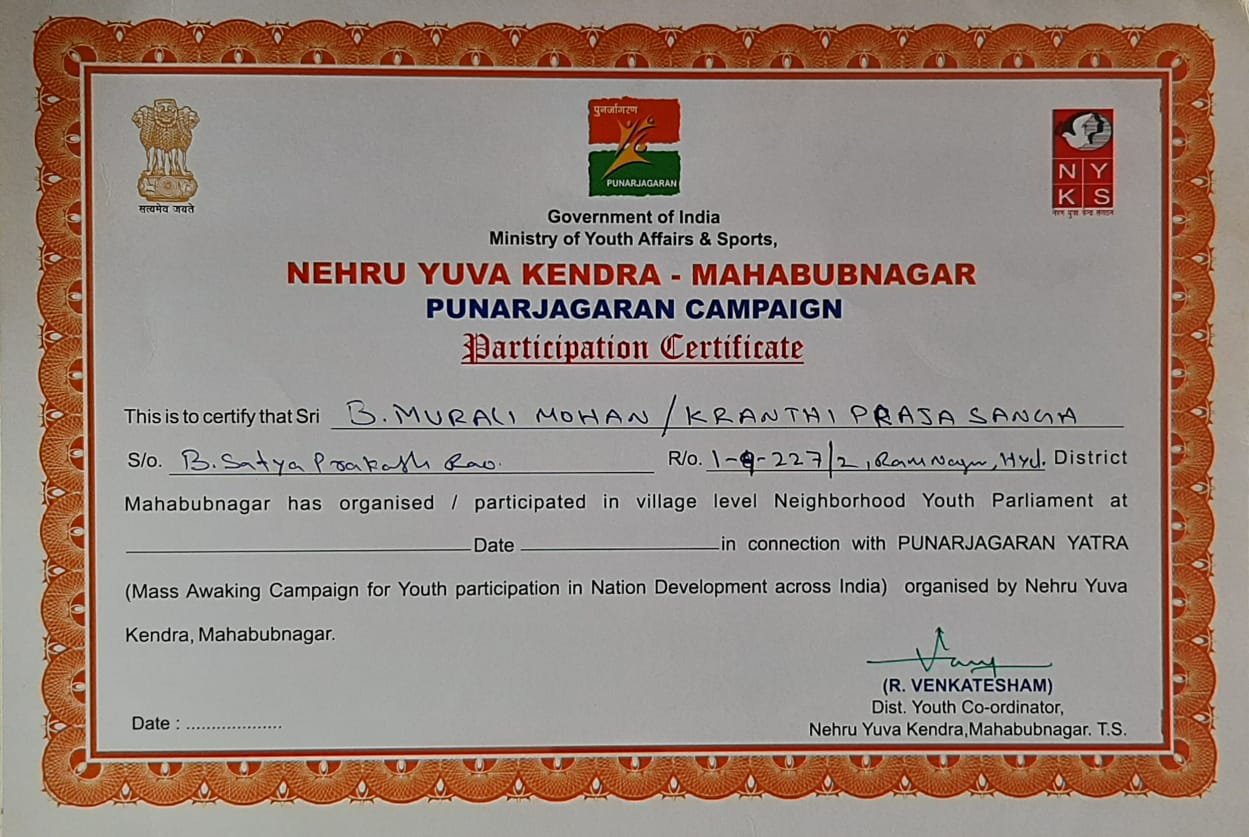 पुनर्जागरण
PUNARJAGARAN
सत्यमेव जयते
N Y
K S
नेहरू युवा केन्द्र संगठन
Government of India
Ministry of Youth Affairs & Sports,
NEHRU YUVA KENDRA - MAHABUBNAGAR
PUNARJAGARAN CAMPAIGN
Participation Certificate
This is to certify that Sri B. MURALI MOHAN / KRANTHI PRAJA SANGA
S/o. B. Satya Prakash Rao. R/o. 1-9-227/2, Ram Nagar, Hyd. District
Mahabubnagar has organised / participated in village level Neighborhood Youth Parliament at
Date in connection with PUNARJAGARAN YATRA
(Mass Awaking Campaign for Youth participation in Nation Development across India) organised by Nehru Yuva
Kendra, Mahabubnagar.
(R. VENKATESHAM)
Dist. Youth Co-ordinator,
Date : ...................
Nehru Yuva Kendra,Mahabubnagar. T.S.